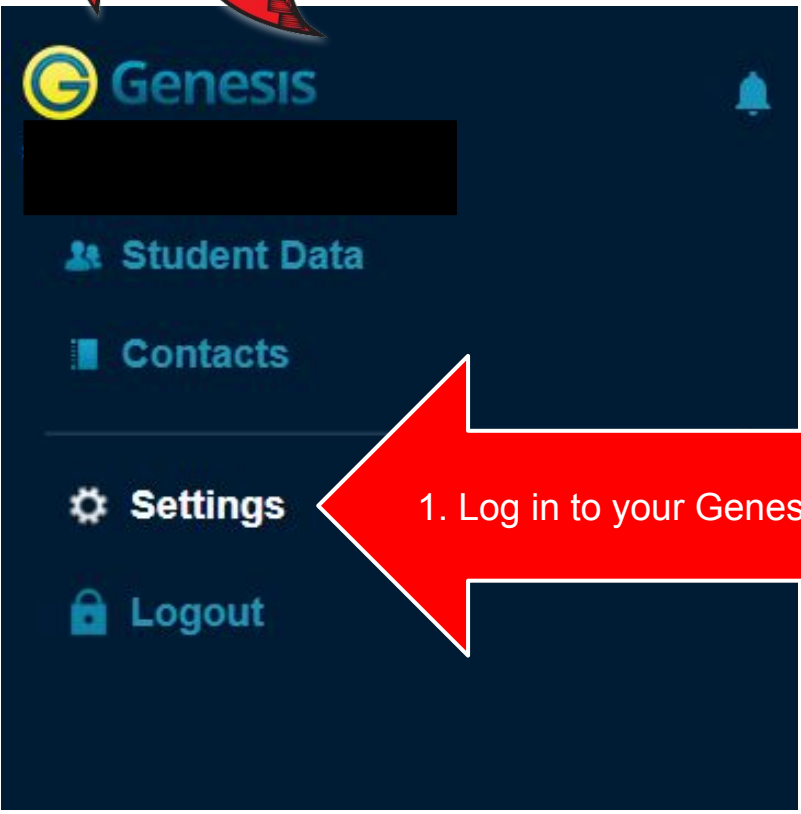 Genesis
Student Data
Contacts
Settings
1. Log in to your Genes
Logout